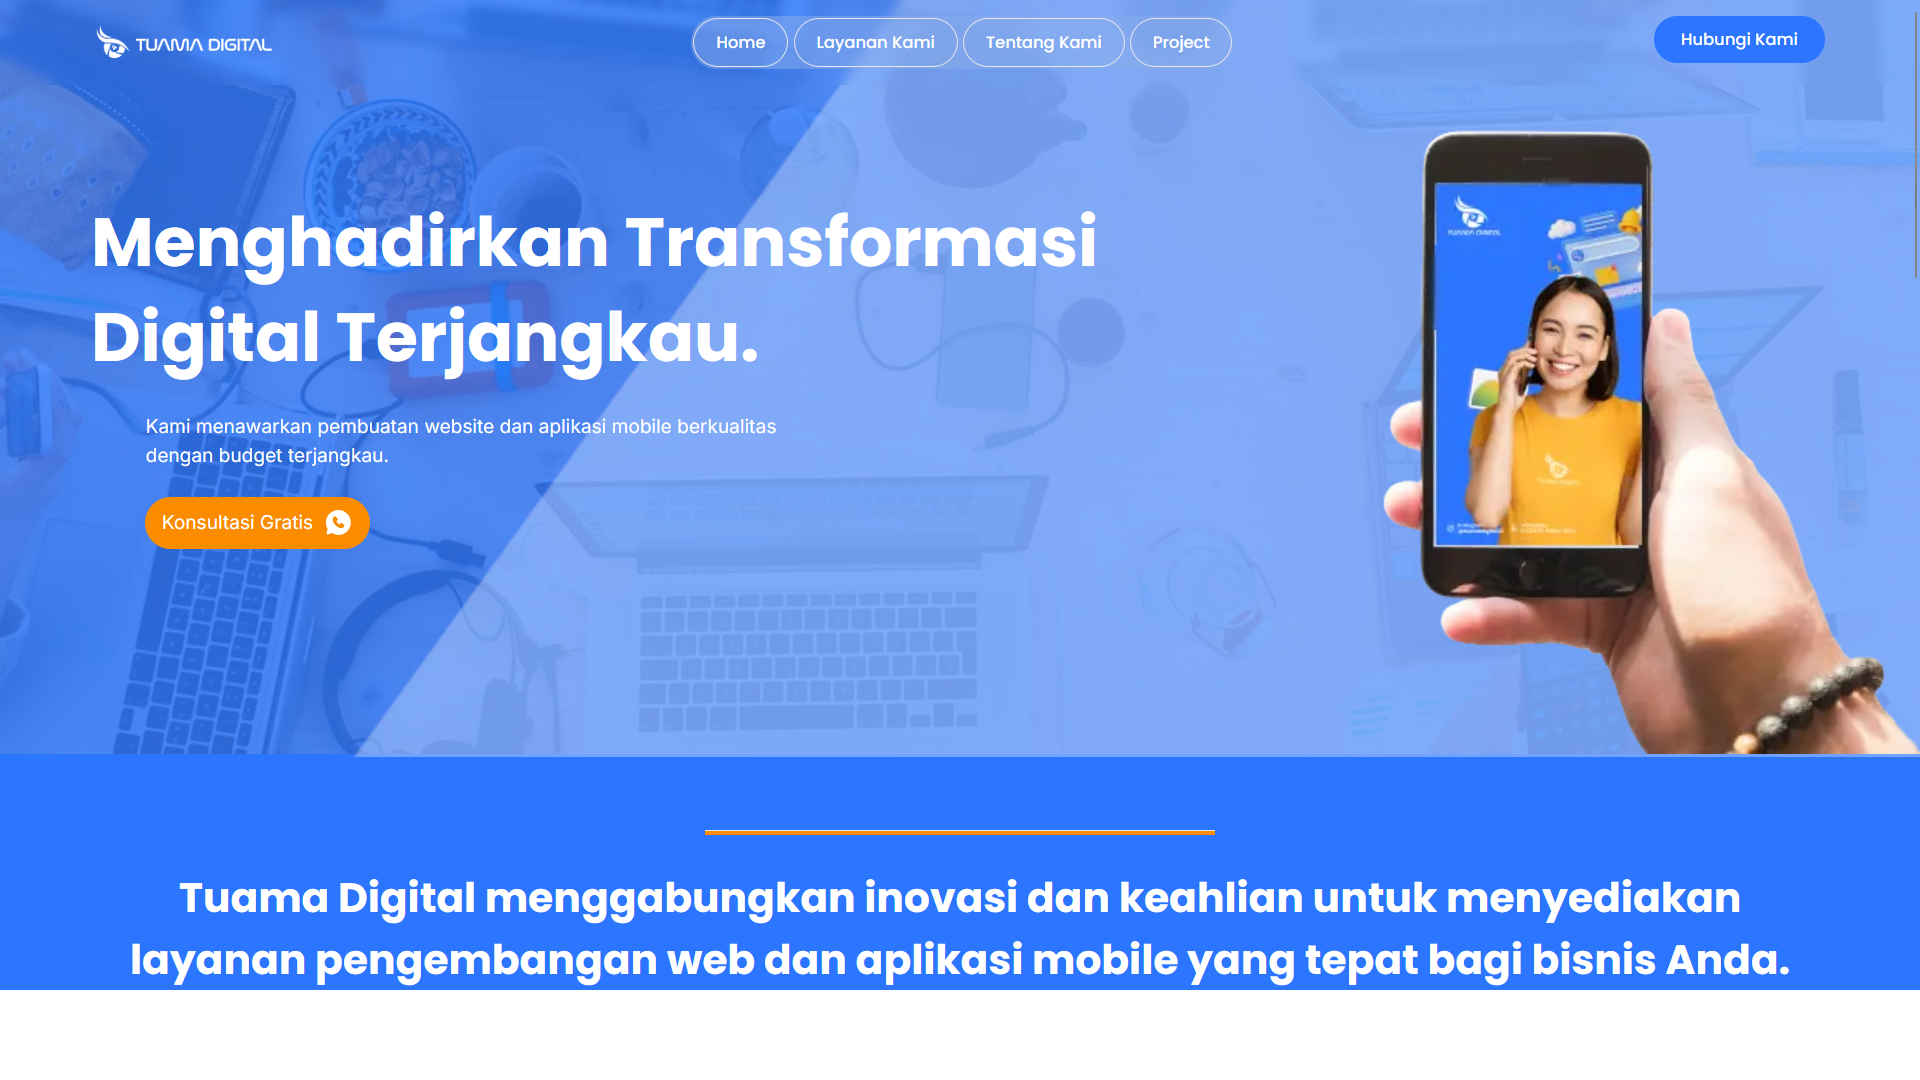 TUAMA DIGITAL
Home
Layanan Kami
Tentang Kami
Project
Hubungi Kami
Menghadirkan Transformasi
Digital Terjangkau.
Kami menawarkan pembuatan website dan aplikasi mobile berkualitas
dengan budget terjangkau.
Konsultasi Gratis
TUAMA DIGITAL
Tuama Digital menggabungkan inovasi dan keahlian untuk menyediakan
layanan pengembangan web dan aplikasi mobile yang tepat bagi bisnis Anda.